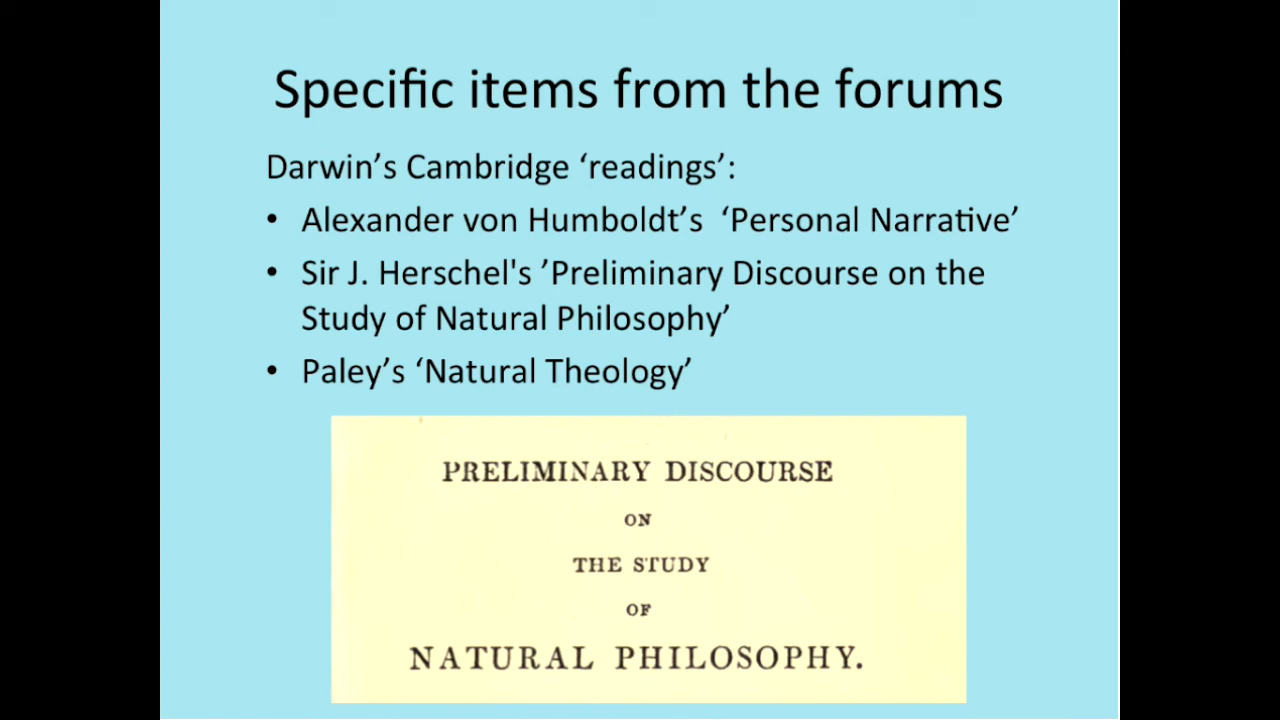 Specific items from the forums
Darwin’s Cambridge ‘readings’:
• Alexander von Humboldt’s  ‘Personal Narrative’
• Sir J. Herschel's ’Preliminary Discourse on the
Study of Natural Philosophy’
• Paley’s ‘Natural Theology’
PRELIMINARY DISCOURSE
ON
THE STUDY
OF
NATURAL PHILOSOPHY.